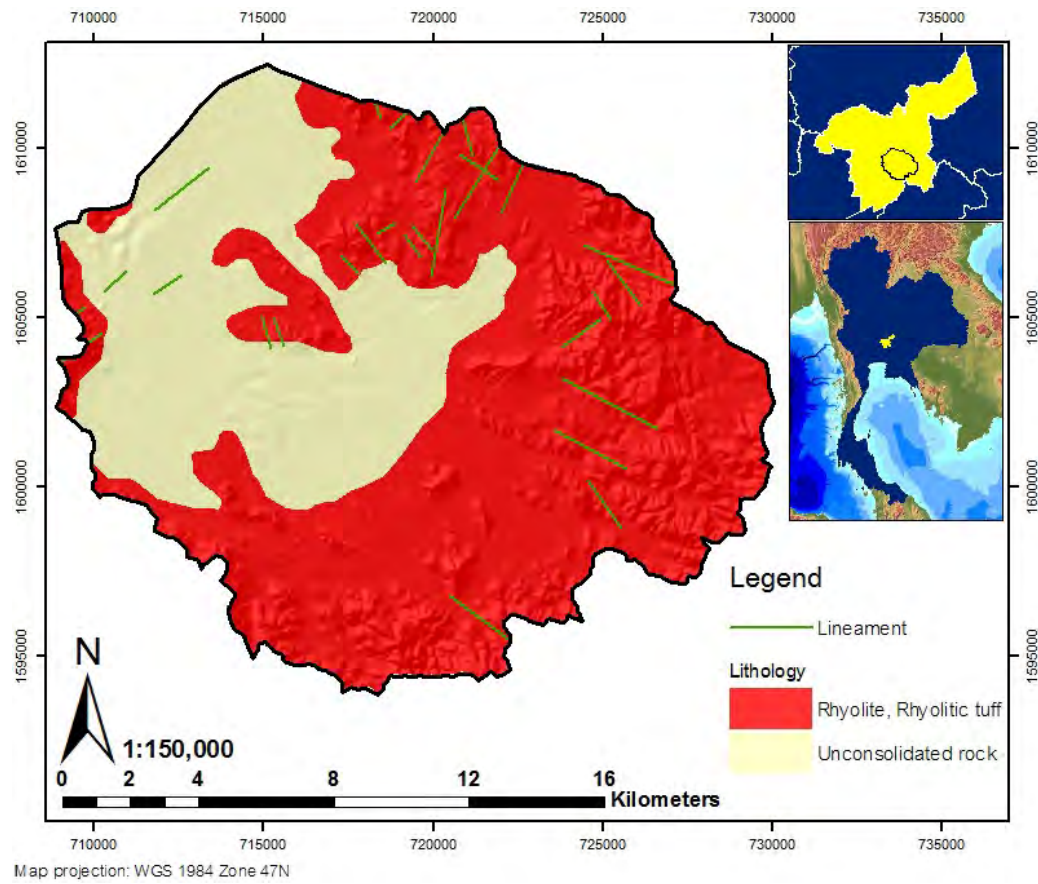 710000 715000 720000 725000 730000 735000
1610000 1610000
1605000 1605000
1600000 1600000
1595000 1595000
Legend
Lineament
Lithology
Rhyolite, Rhyolitic tuff
Unconsolidated rock
N
1:150,000
0 2 4 8 12 16
Kilometers
710000 715000 720000 725000 730000 735000
Map projection: WGS 1984 Zone 47N